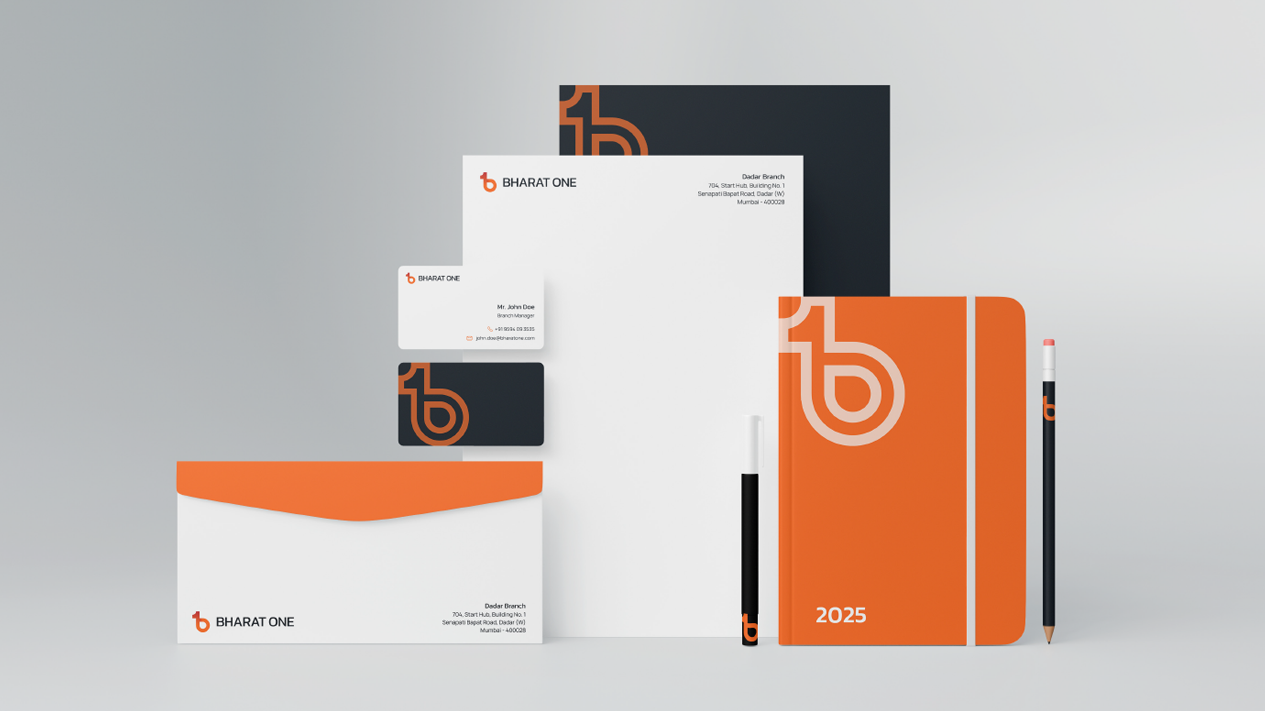 BHARAT ONE
Dadar Branch
704, Start Hub, Building No. 1
Senapati Bapat Road, Dadar (W)
Mumbai - 400028
BHARAT ONE
Mr. John Doe
Branch Manager
+91 9594 09 3535
john.doe@bharatone.com
BHARAT ONE
Dadar Branch
704, Start Hub, Building No. 1
Senapati Bapat Road, Dadar (W)
Mumbai - 400028
2025